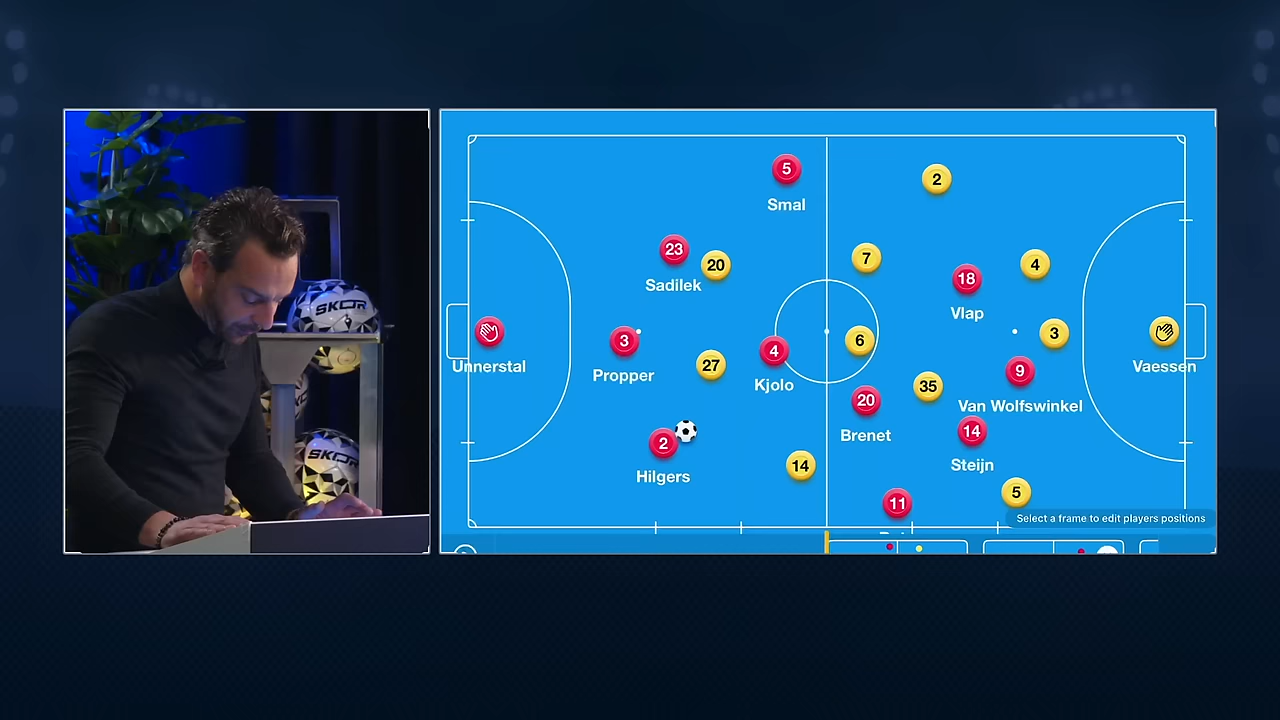 5
Smal
2
23
20
Sadilek
7
18
Vlap
4
SKOR
Unnerstal
3
Propper
27
4
Kjolo
6
3
Vaessen
9
Van Wolfswinkel
35
20
Brenet
14
Steijn
2
Hilgers
SKOR
14
5
11
Select a frame to edit players positions